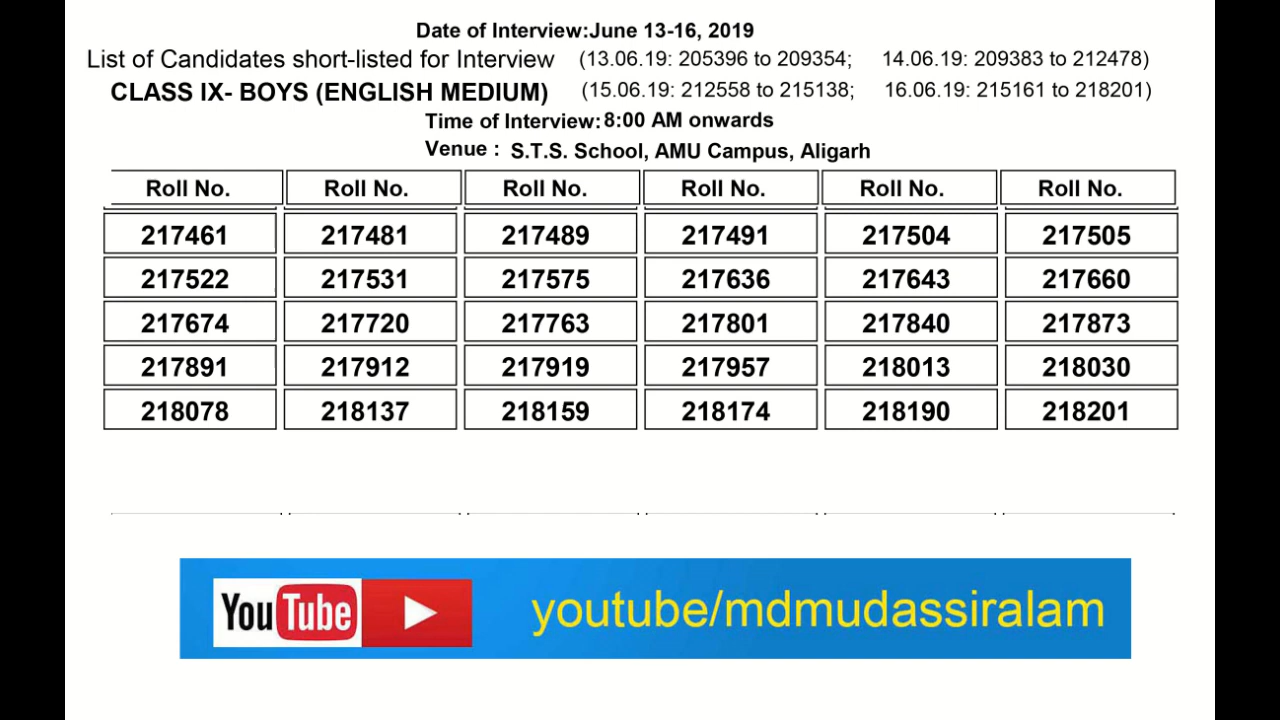 Date of Interview:June 13-16, 2019
List of Candidates short-listed for Interview (13.06.19: 205396 to 209354; 14.06.19: 209383 to 212478)
CLASS IX- BOYS (ENGLISH MEDIUM) (15.06.19: 212558 to 215138; 16.06.19: 215161 to 218201)
Time of Interview:8:00 AM onwards
Venue : S.T.S. School, AMU Campus, Aligarh
Roll No. Roll No. Roll No. Roll No. Roll No. Roll No.
217461 217481 217489 217491 217504 217505
217522 217531 217575 217636 217643 217660
217674 217720 217763 217801 217840 217873
217891 217912 217919 217957 218013 218030
218078 218137 218159 218174 218190 218201
YouTube youtube/mdmudassiralam